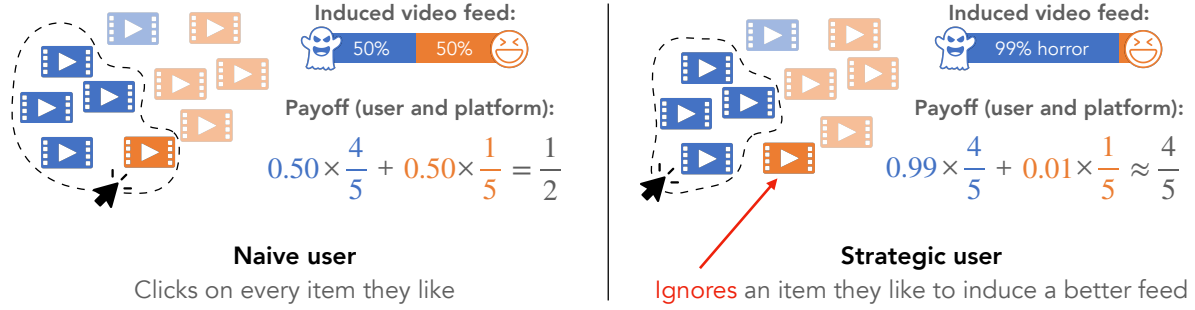 Induced video feed:
50% 50%
Payoff (user and platform):
0.50 × 4/5 + 0.50 × 1/5 = 1/2
Naive user
Clicks on every item they like
Induced video feed:
99% horror
Payoff (user and platform):
0.99 × 4/5 + 0.01 × 1/5 ≈ 4/5
Strategic user
Ignores an item they like to induce a better feed